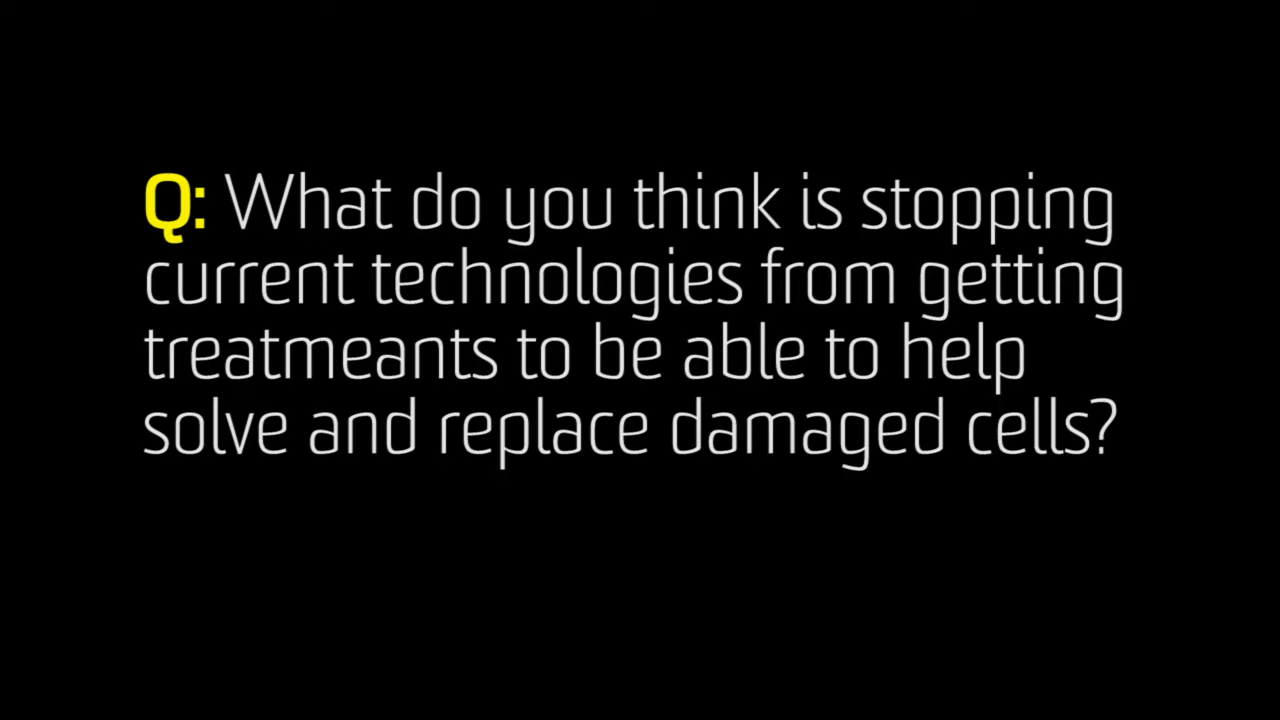 Q: What do you think is stopping
current technologies from getting
treatmeants to be able to help
solve and replace damaged cells?